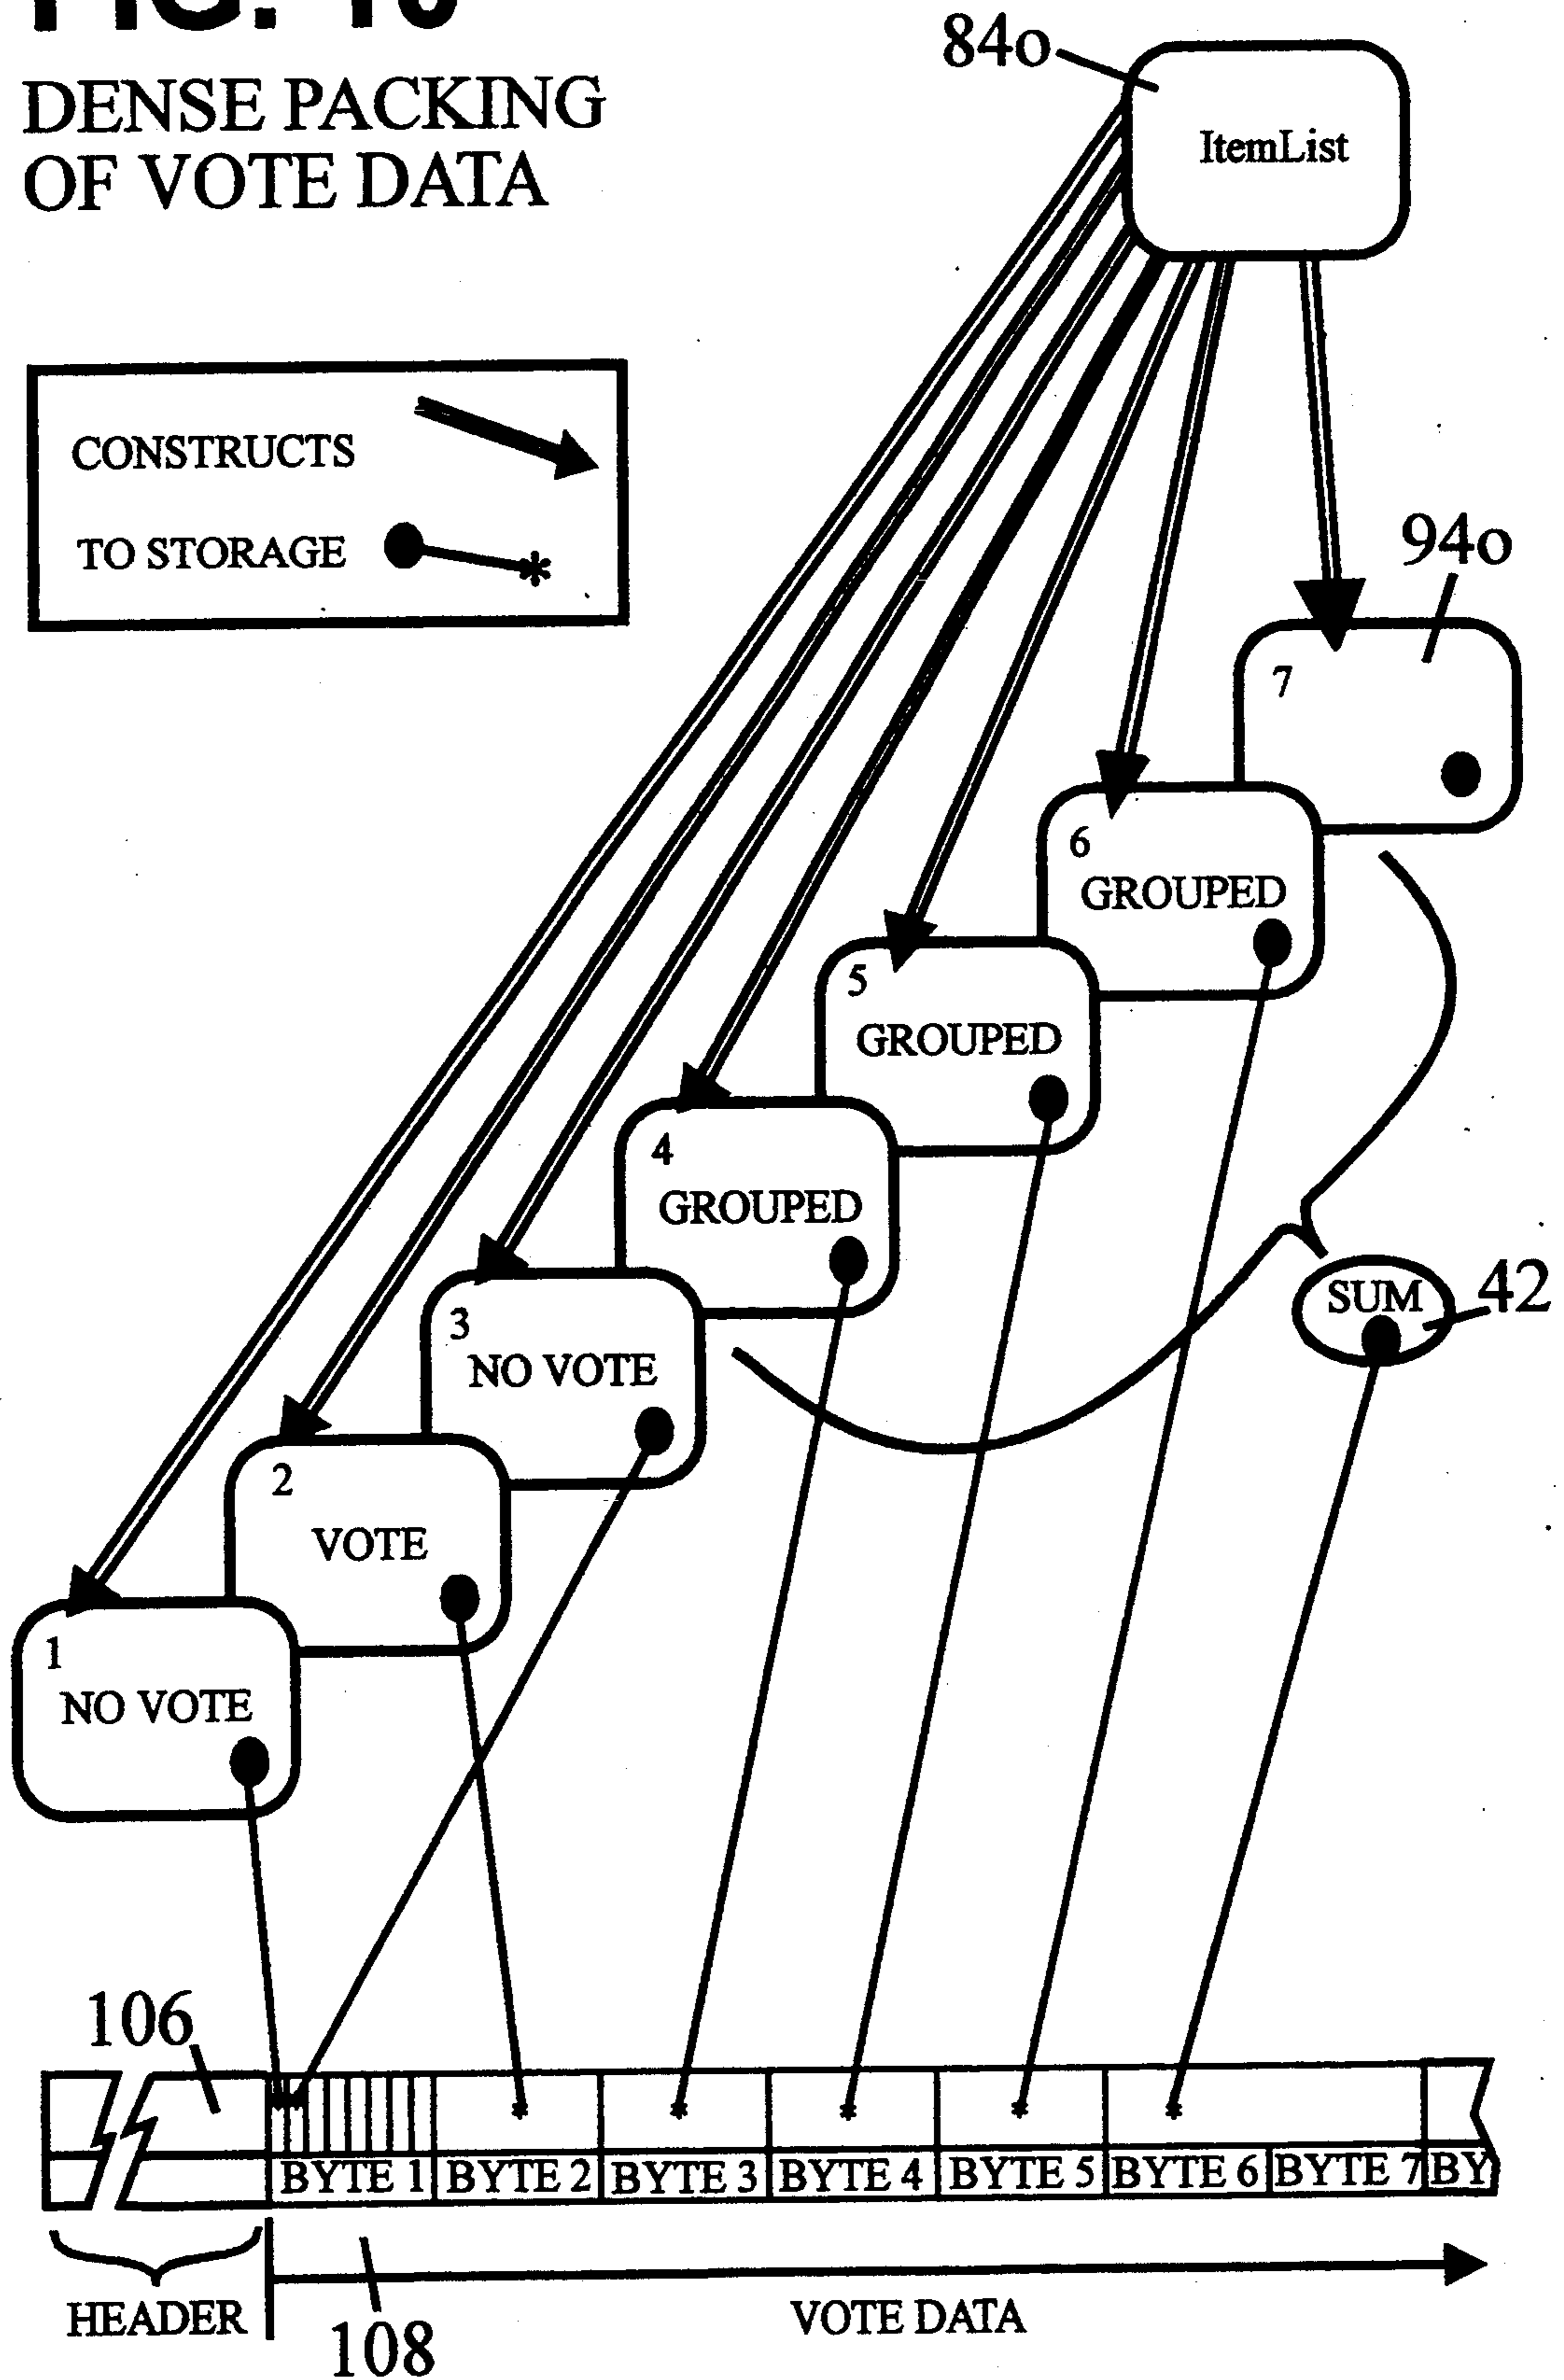 DENSE PACKING
OF VOTE DATA
84o
ItemList
CONSTRUCTS
TO STORAGE
94o
7
6
GROUPED
5
GROUPED
4
GROUPED
3
NO VOTE
SUM
42
2
VOTE
1
NO VOTE
106
BYTE 1 BYTE 2 BYTE 3 BYTE 4 BYTE 5 BYTE 6 BYTE 7 BY
HEADER
108
VOTE DATA